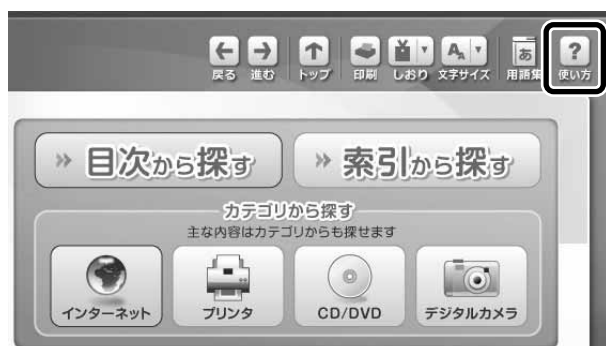 戻る 進む トップ 印刷 しおり 文字サイズ 用語集 使い方
あ
?
目次から探す 索引から探す
カテゴリから探す
主な内容はカテゴリからも探せます
インターネット プリンタ CD/DVD デジタルカメラ